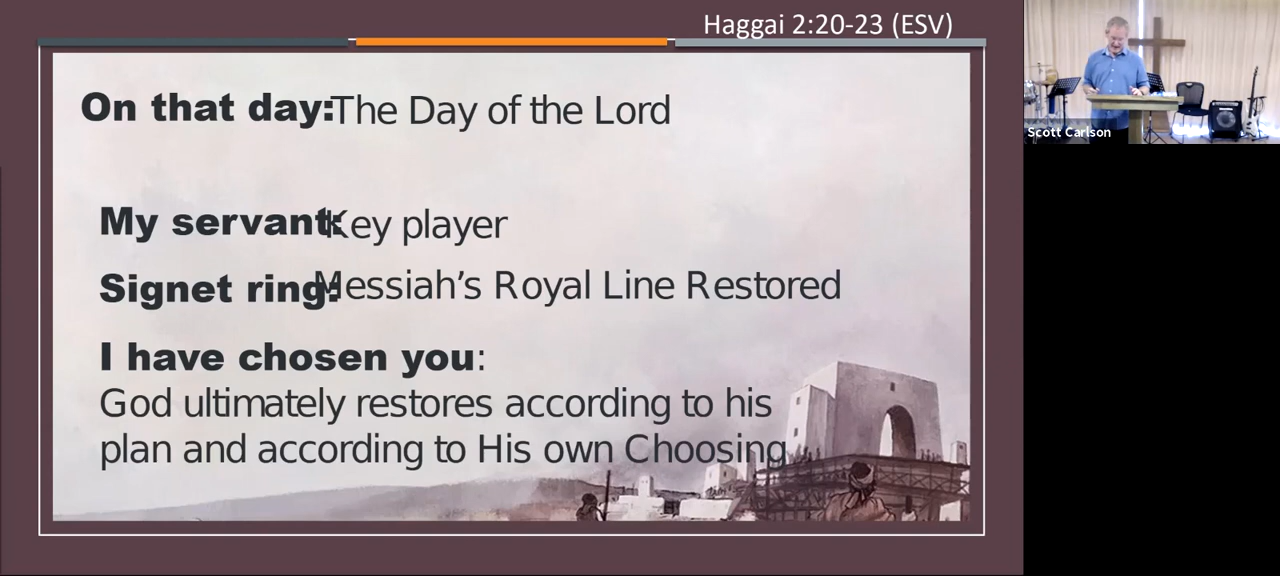 Haggai 2:20-23 (ESV)
On that day: The Day of the Lord
My servant: Key player
Signet ring: Messiah’s Royal Line Restored
I have chosen you:
God ultimately restores according to his
plan and according to His own Choosing
Scott Carlson